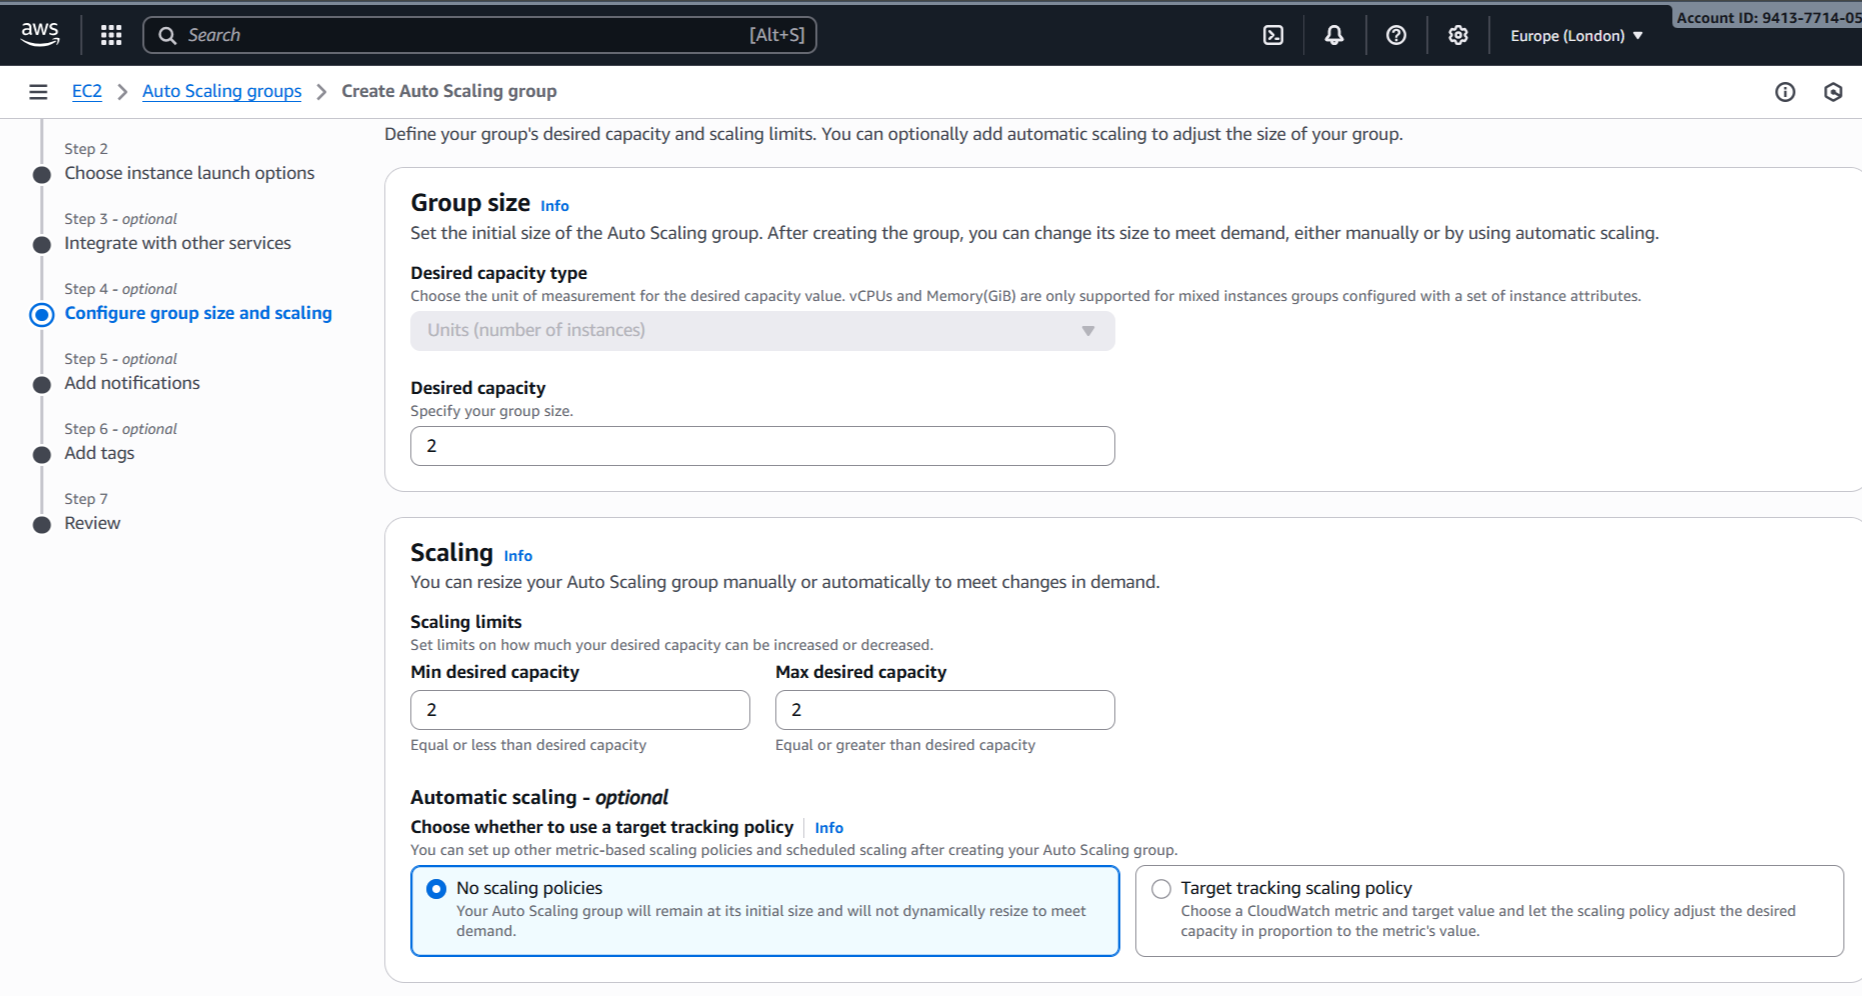 Account ID: 9413-7714-05
aws
Search
[Alt+S]
Europe (London)
EC2
Auto Scaling groups
Create Auto Scaling group
Step 2
Choose instance launch options
Step 3 - optional
Integrate with other services
Step 4 - optional
Configure group size and scaling
Step 5 - optional
Add notifications
Step 6 - optional
Add tags
Step 7
Review
Define your group's desired capacity and scaling limits. You can optionally add automatic scaling to adjust the size of your group.
Group size Info
Set the initial size of the Auto Scaling group. After creating the group, you can change its size to meet demand, either manually or by using automatic scaling.
Desired capacity type
Choose the unit of measurement for the desired capacity value. vCPUs and Memory(GiB) are only supported for mixed instances groups configured with a set of instance attributes.
Units (number of instances)
Desired capacity
Specify your group size.
2
Scaling Info
You can resize your Auto Scaling group manually or automatically to meet changes in demand.
Scaling limits
Set limits on how much your desired capacity can be increased or decreased.
Min desired capacity
2
Equal or less than desired capacity
Max desired capacity
2
Equal or greater than desired capacity
Automatic scaling - optional
Choose whether to use a target tracking policy Info
You can set up other metric-based scaling policies and scheduled scaling after creating your Auto Scaling group.
No scaling policies
Your Auto Scaling group will remain at its initial size and will not dynamically resize to meet
demand.
Target tracking scaling policy
Choose a CloudWatch metric and target value and let the scaling policy adjust the desired
capacity in proportion to the metric's value.